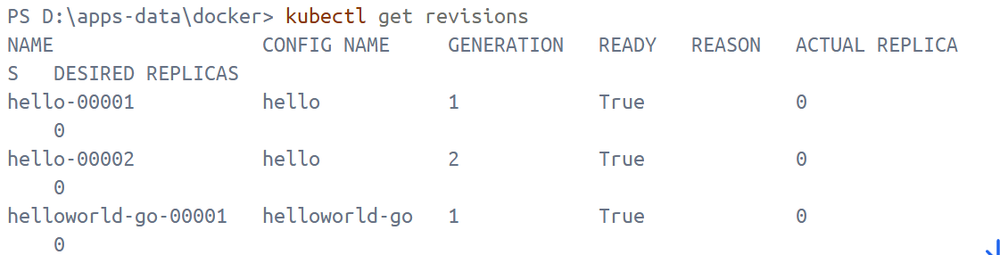 PS D:\apps-data\docker> kubectl get revisions
NAME CONFIG NAME GENERATION READY REASON ACTUAL REPLICA
S DESIRED REPLICAS
hello-00001 hello 1 True 0
0
hello-00002 hello 2 True 0
0
helloworld-go-00001 helloworld-go 1 True 0
0